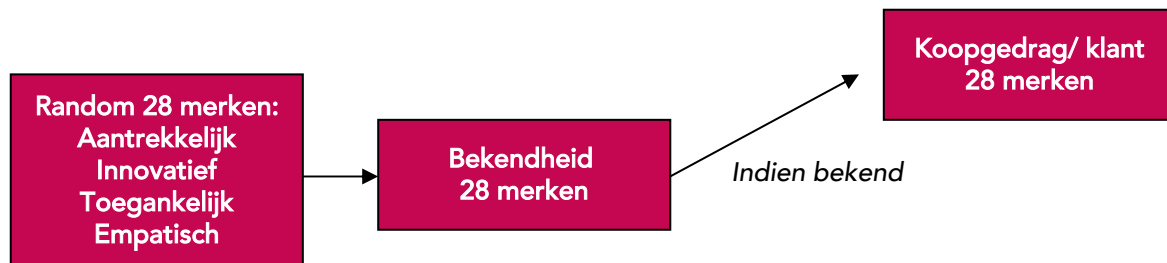 Random 28 merken:
Aantrekkelijk
Innovatief
Toegankelijk
Empatisch
Bekendheid
28 merken
Indien bekend
Koopgedrag/ klant
28 merken